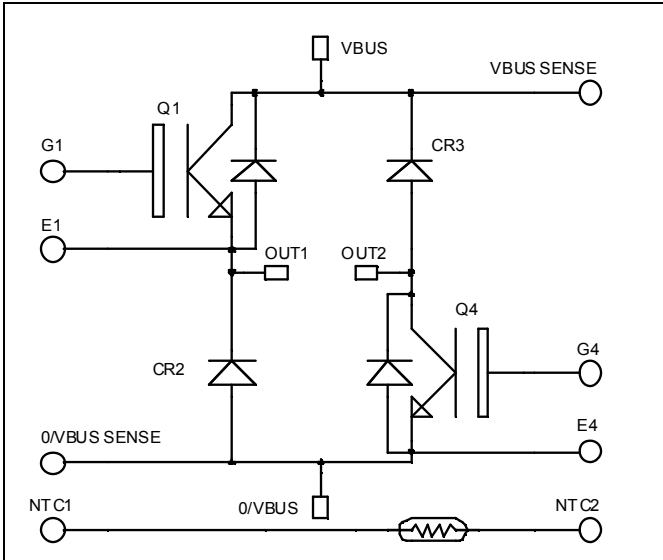 VBUS
VBUS SENSE
Q1
G1
CR3
E1
OUT1
OUT2
Q4
CR2
G4
0/VBUS SENSE
E4
NTC1
0/VBUS
NTC2